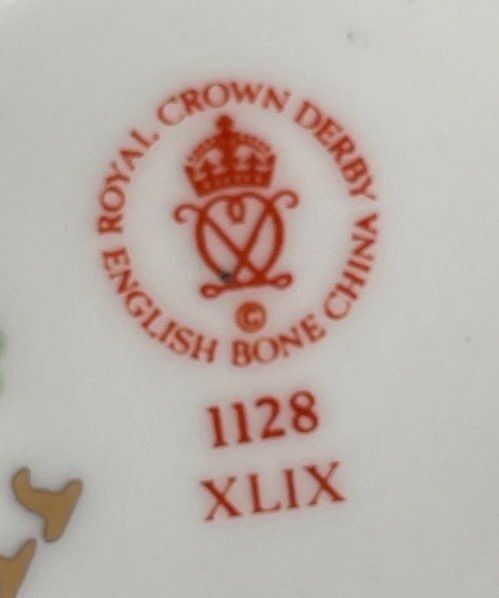 ROYAL CROWN DERBY
ENGLISH BONE CHINA
©
1128
XLIX